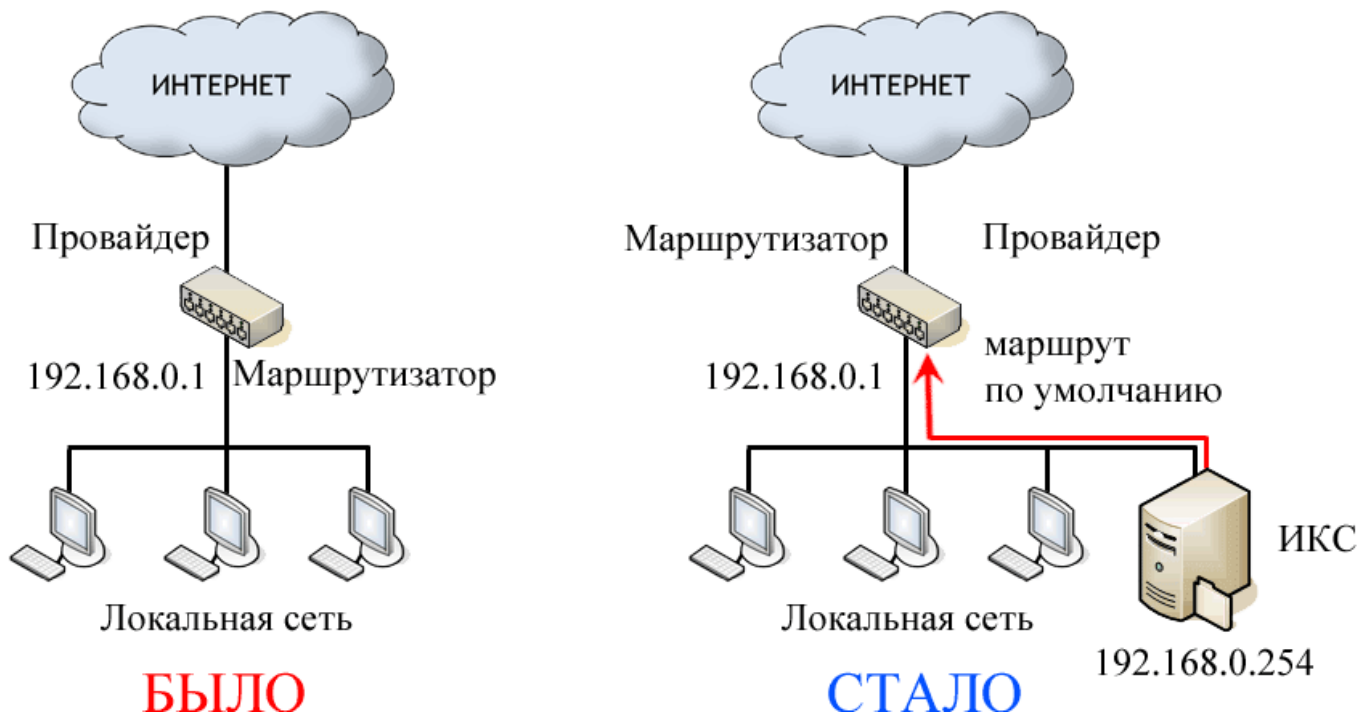 ИНТЕРНЕТ
Провайдер
192.168.0.1
Маршрутизатор
Локальная сеть
БЫЛО
ИНТЕРНЕТ
Маршрутизатор
Провайдер
192.168.0.1
маршрут
по умолчанию
ИКС
Локальная сеть
192.168.0.254
СТАЛО